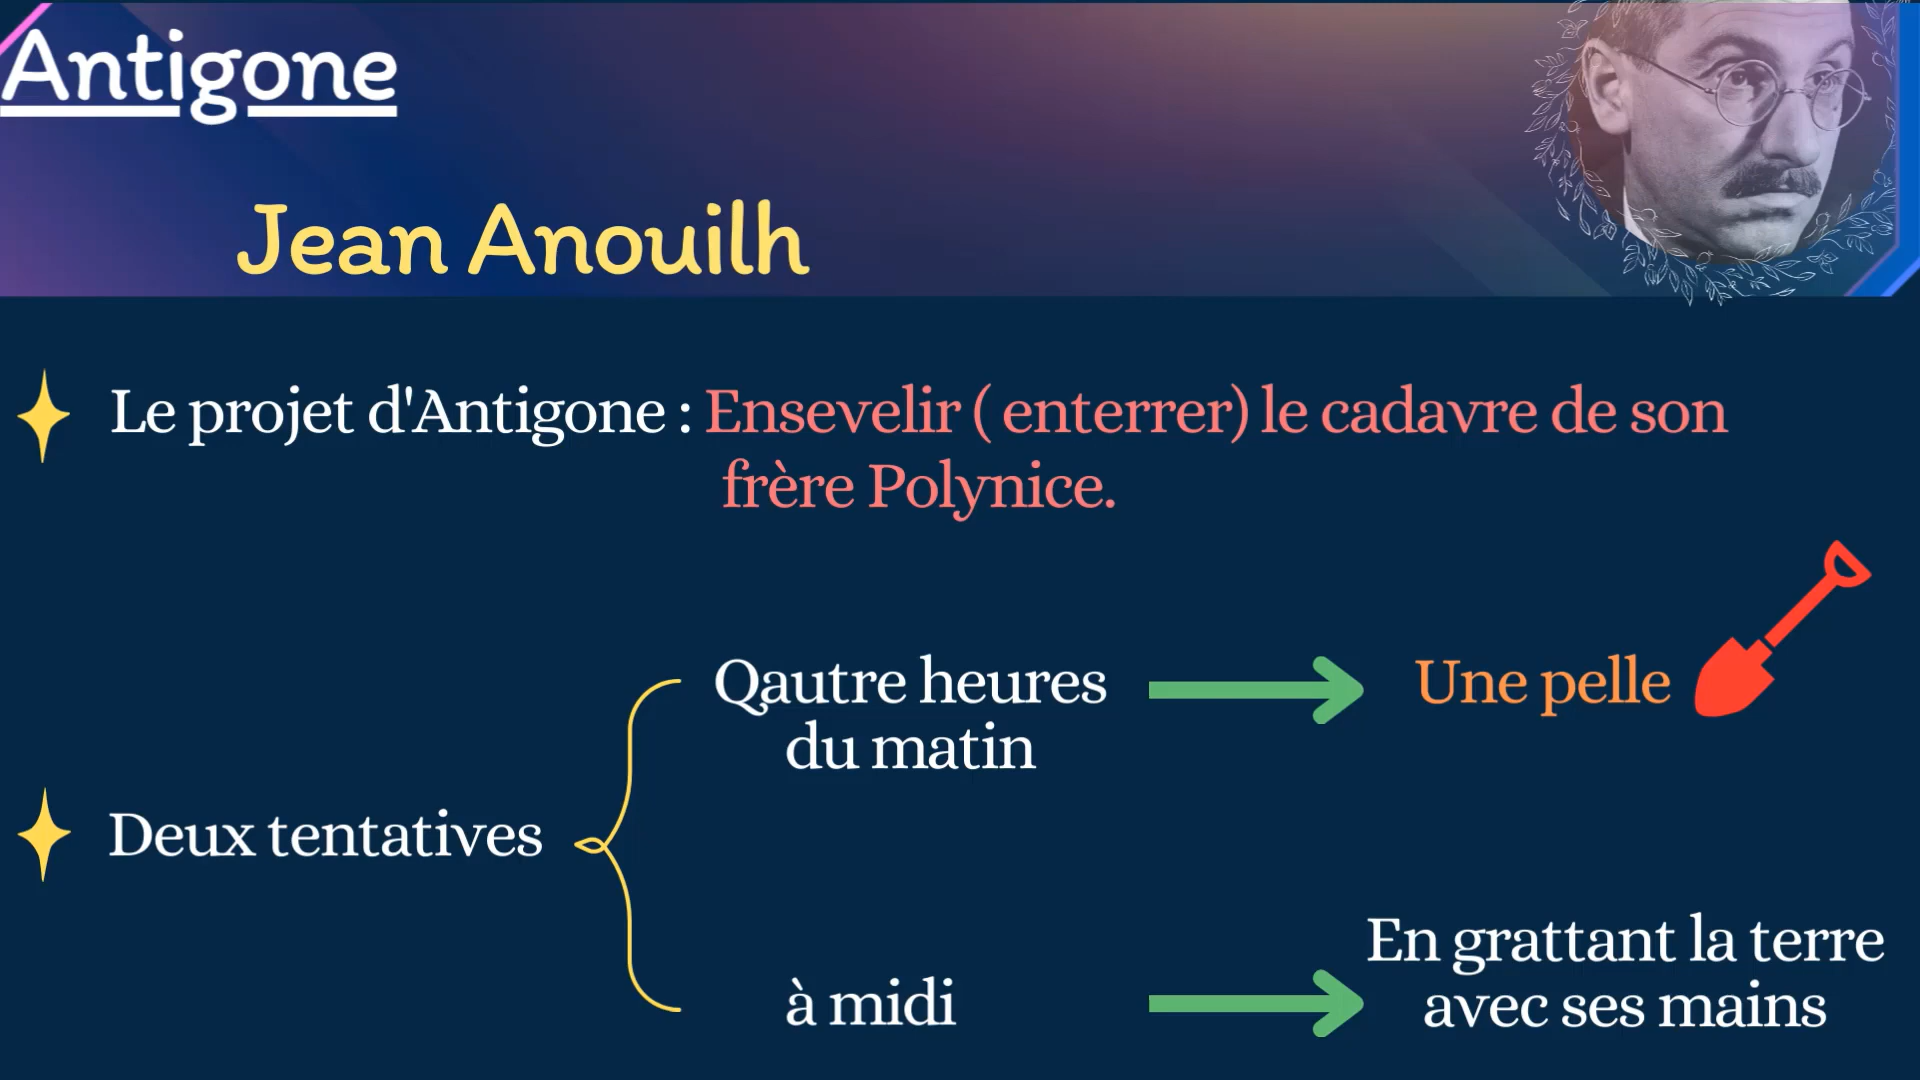 Antigone
Jean Anouilh
Le projet d'Antigone : Ensevelir ( enterrer) le cadavre de son
frère Polynice.
Qautre heures
du matin
Une pelle
Deux tentatives
à midi
En grattant la terre
avec ses mains